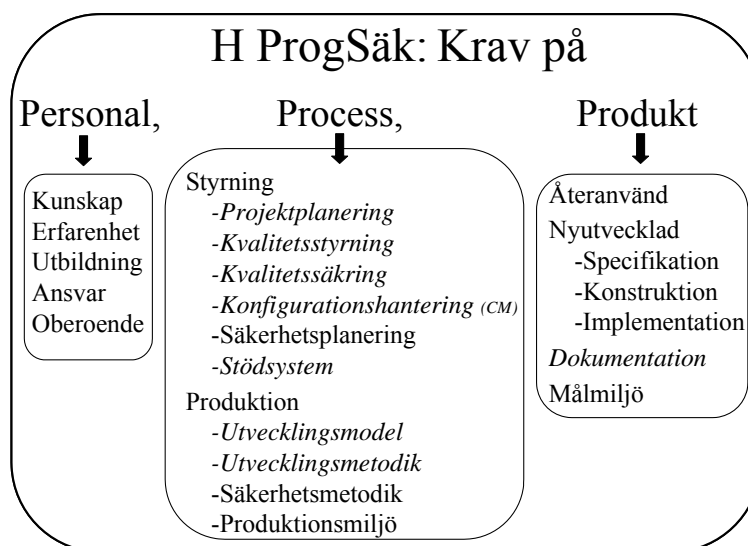 H ProgSäk: Krav på
Personal,
Kunskap
Erfarenhet
Utbildning
Ansvar
Oberoende
Process,
Styrning
-Projektplanering
-Kvalitetsstyrning
-Kvalitetssäkring
-Konfigurationshantering (CM)
-Säkerhetsplanering
-Stödsystem
Produktion
-Utvecklingsmodel
-Utvecklingsmetodik
-Säkerhetsmetodik
-Produktionsmiljö
Produkt
Återanvänd
Nyutvecklad
-Specifikation
-Konstruktion
-Implementation
Dokumentation
Målmiljö